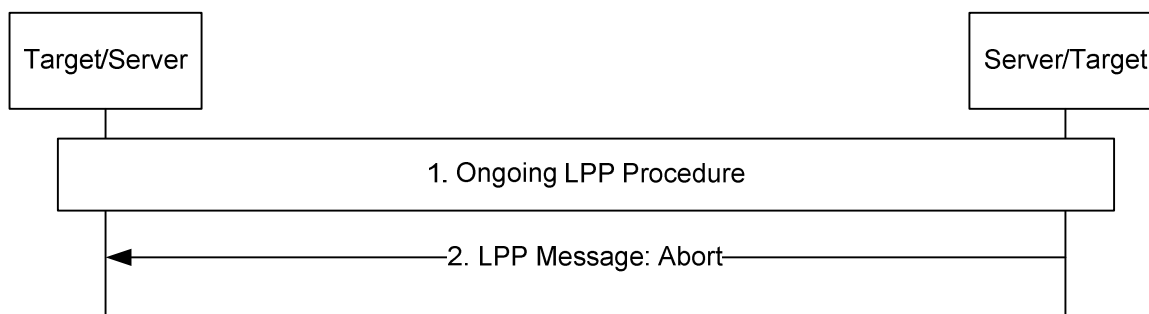 Target/Server
Server/Target
1. Ongoing LPP Procedure
2. LPP Message: Abort